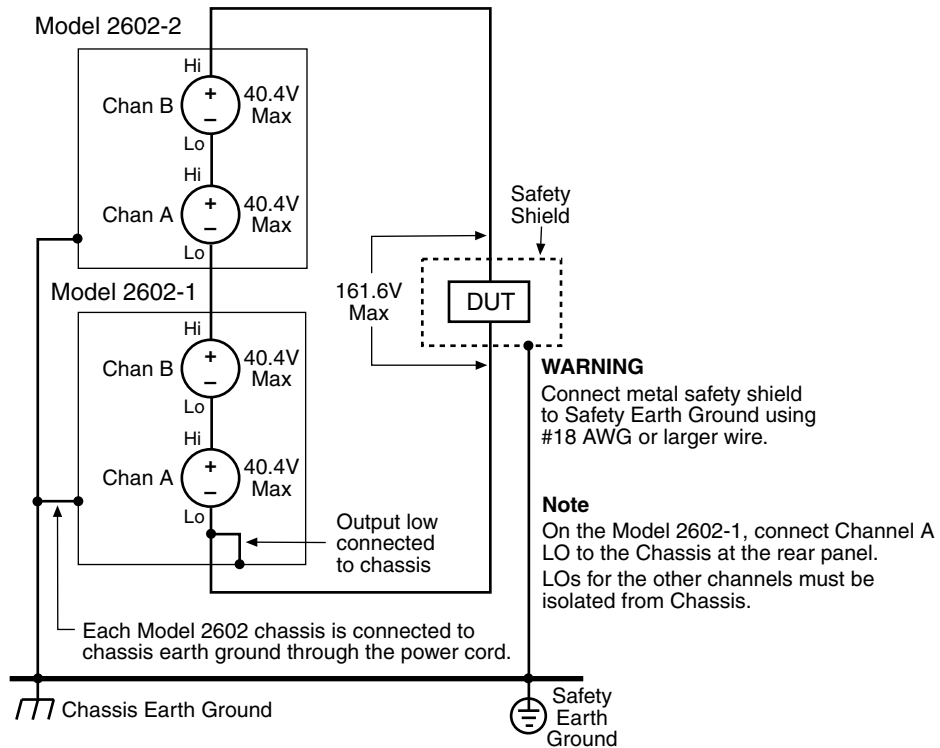 Model 2602-2
Hi
Chan B
+
–
40.4V
Max
Lo
Hi
Chan A
+
–
40.4V
Max
Lo
Model 2602-1
Hi
Chan B
+
–
40.4V
Max
Lo
Hi
Chan A
+
–
40.4V
Max
Lo
Output low
connected
to chassis
161.6V
Max
Safety
Shield
DUT
WARNING
Connect metal safety shield
to Safety Earth Ground using
#18 AWG or larger wire.
Note
On the Model 2602-1, connect Channel A
LO to the Chassis at the rear panel.
LOs for the other channels must be
isolated from Chassis.
Each Model 2602 chassis is connected to
chassis earth ground through the power cord.
Chassis Earth Ground
Safety
Earth
Ground